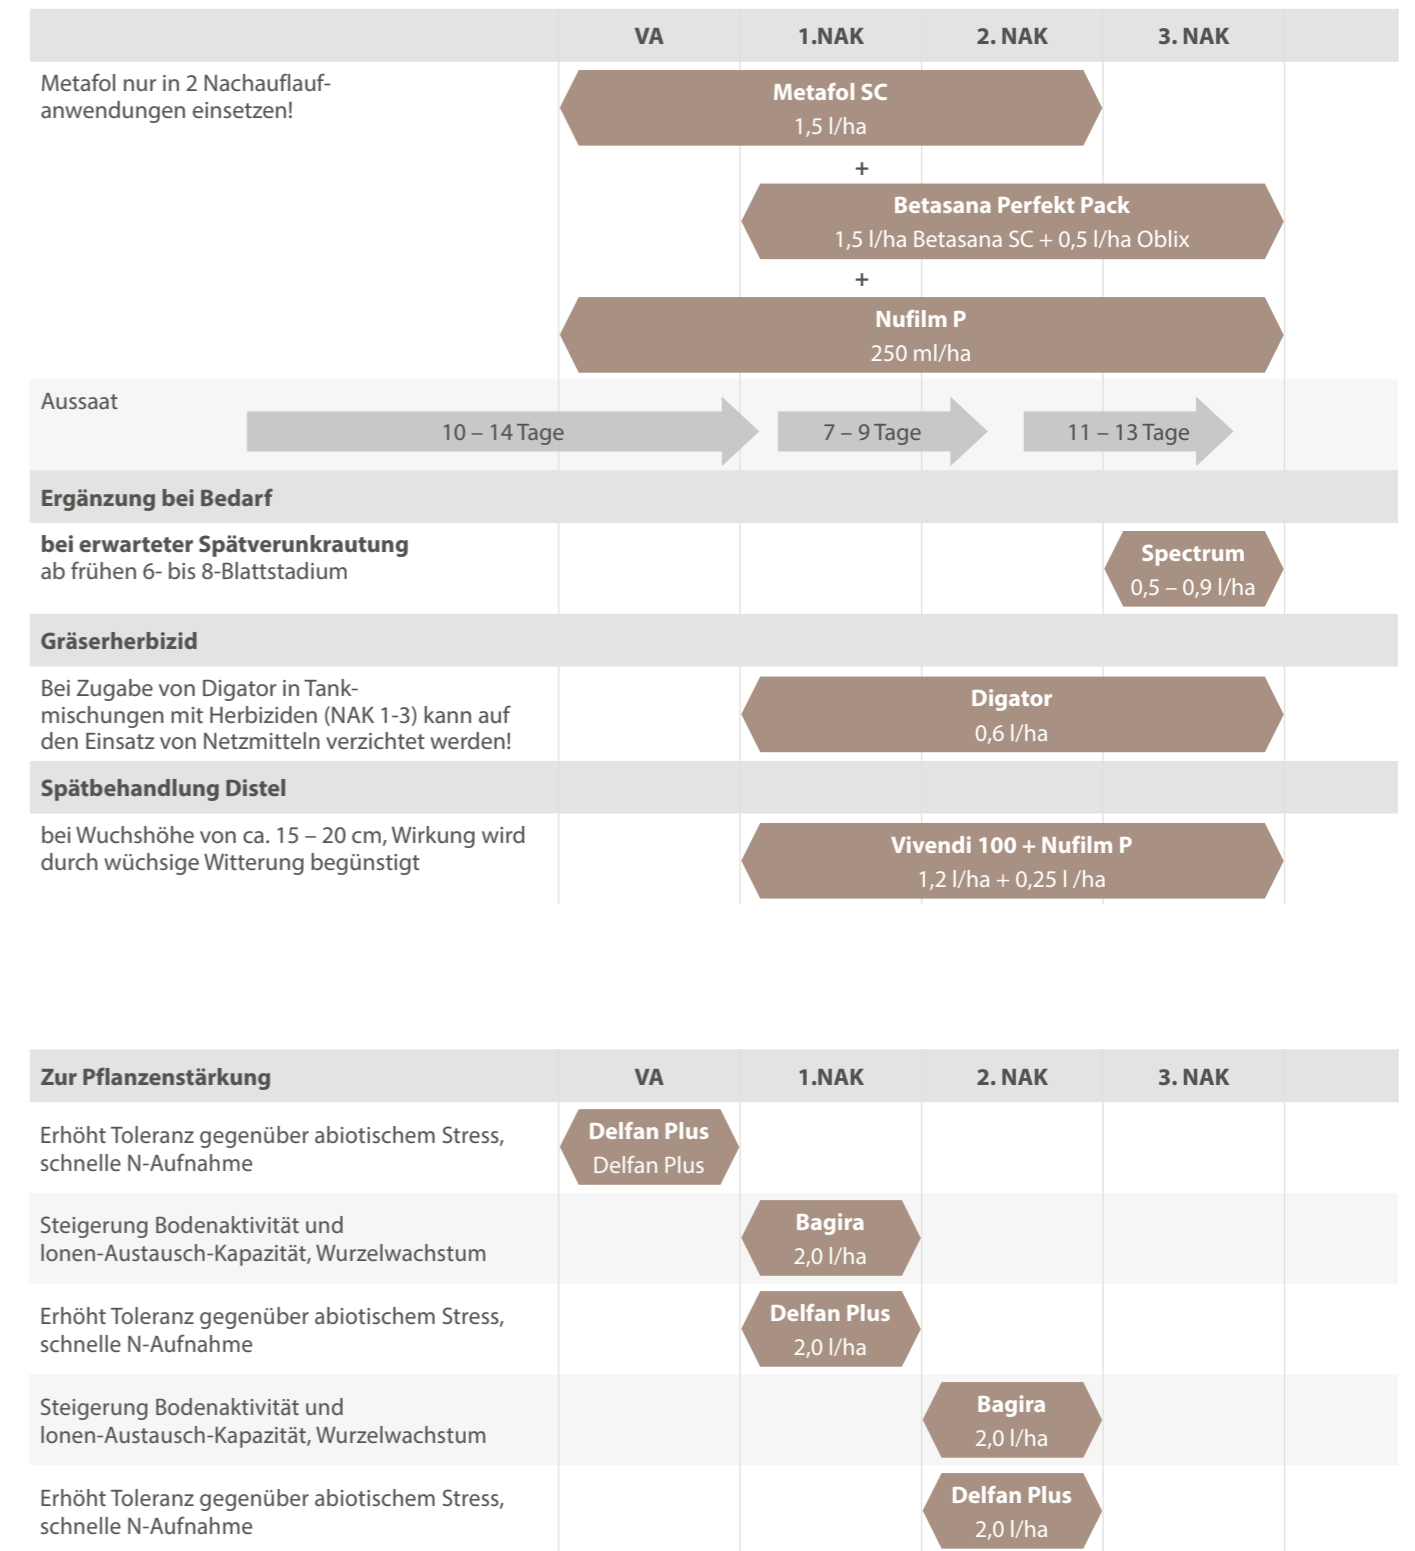 VA 1.NAK 2. NAK 3. NAK
Metafol nur in 2 Nachauflauf-
anwendungen einsetzen!
Metafol SC
1,5 l/ha
+
Betasana Perfekt Pack
1,5 l/ha Betasana SC + 0,5 l/ha Oblix
+
Nufilm P
250 ml/ha
Aussaat
10 – 14 Tage 7 – 9 Tage 11 – 13 Tage
Ergänzung bei Bedarf
bei erwarteter Spätverunkrautung
ab frühen 6- bis 8-Blattstadium
Spectrum
0,5 – 0,9 l/ha
Gräserherbizid
Bei Zugabe von Digator in Tank-
mischungen mit Herbiziden (NAK 1-3) kann auf
den Einsatz von Netzmitteln verzichtet werden!
Digator
0,6 l/ha
Spätbehandlung Distel
bei Wuchshöhe von ca. 15 – 20 cm, Wirkung wird
durch wüchsige Witterung begünstigt
Vivendi 100 + Nufilm P
1,2 l/ha + 0,25 l /ha
Zur Pflanzenstärkung VA 1.NAK 2. NAK 3. NAK
Erhöht Toleranz gegenüber abiotischem Stress,
schnelle N-Aufnahme
Delfan Plus
Delfan Plus
Steigerung Bodenaktivität und
Ionen-Austausch-Kapazität, Wurzelwachstum
Bagira
2,0 l/ha
Erhöht Toleranz gegenüber abiotischem Stress,
schnelle N-Aufnahme
Delfan Plus
2,0 l/ha
Steigerung Bodenaktivität und
Ionen-Austausch-Kapazität, Wurzelwachstum
Bagira
2,0 l/ha
Erhöht Toleranz gegenüber abiotischem Stress,
schnelle N-Aufnahme
Delfan Plus
2,0 l/ha